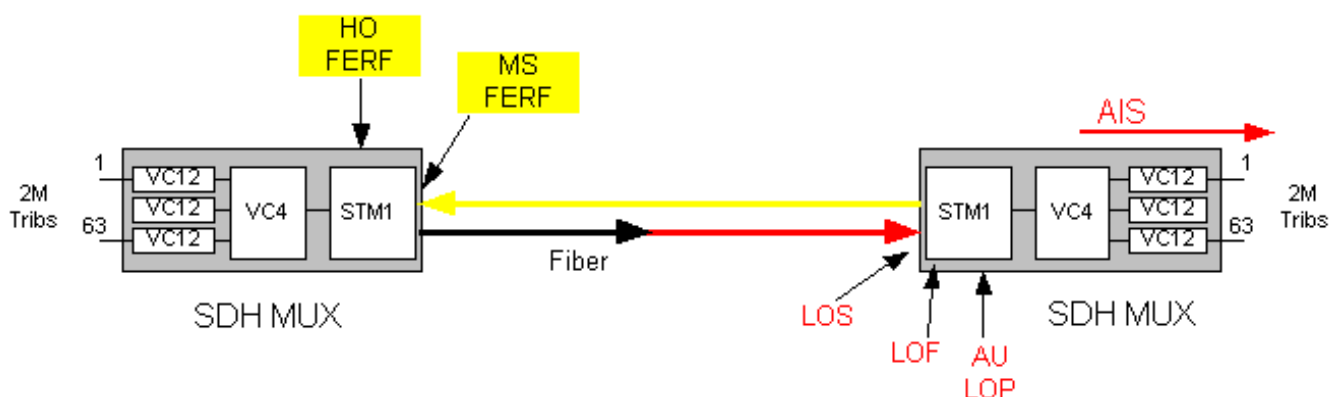 HO
FERF
MS
FERF
AIS
1
2M
Tribs
63
VC12
VC12
VC12
VC4
STM1
Fiber
STM1
VC4
VC12
VC12
VC12
1
63
2M
Tribs
SDH MUX
LOS
LOF
AU
LOP
SDH MUX